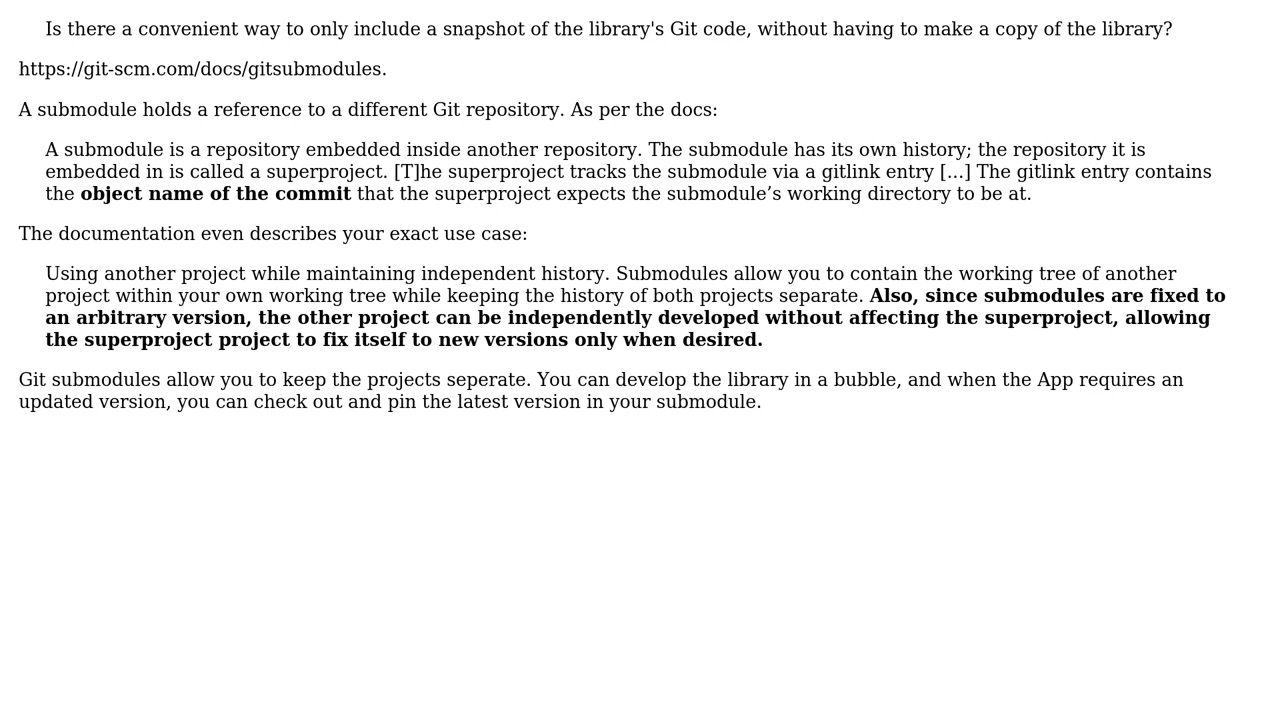 Is there a convenient way to only include a snapshot of the library's Git code, without having to make a copy of the library?
https://git-scm.com/docs/gitsubmodules.
A submodule holds a reference to a different Git repository. As per the docs:
A submodule is a repository embedded inside another repository. The submodule has its own history; the repository it is
embedded in is called a superproject. [T]he superproject tracks the submodule via a gitlink entry [...] The gitlink entry contains
the object name of the commit that the superproject expects the submodule’s working directory to be at.
The documentation even describes your exact use case:
Using another project while maintaining independent history. Submodules allow you to contain the working tree of another
project within your own working tree while keeping the history of both projects separate. Also, since submodules are fixed to
an arbitrary version, the other project can be independently developed without affecting the superproject, allowing
the superproject project to fix itself to new versions only when desired.
Git submodules allow you to keep the projects seperate. You can develop the library in a bubble, and when the App requires an
updated version, you can check out and pin the latest version in your submodule.